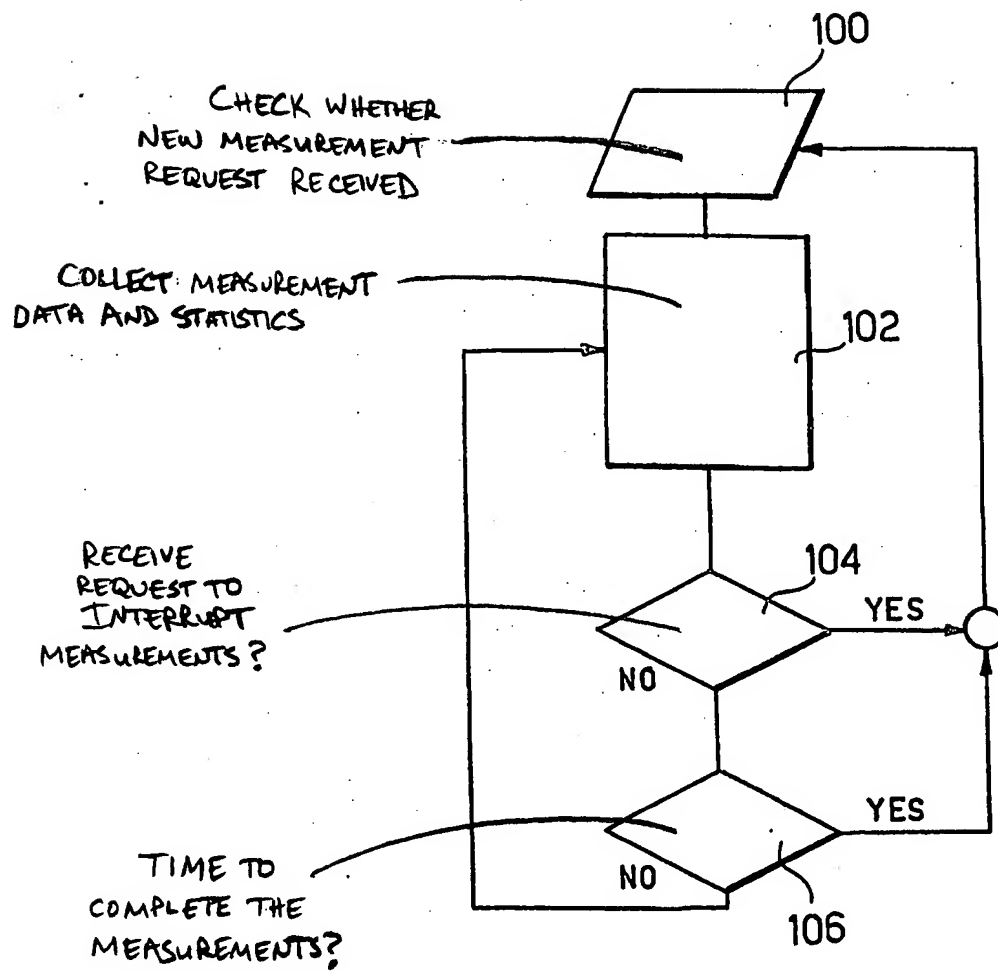 100
CHECK WHETHER
NEW MEASUREMENT
REQUEST RECEIVED
COLLECT MEASUREMENT
DATA AND STATISTICS
102
RECEIVE
REQUEST TO
INTERRUPT
MEASUREMENTS?
104
YES
NO
TIME TO
COMPLETE THE
MEASUREMENTS?
YES
NO
106